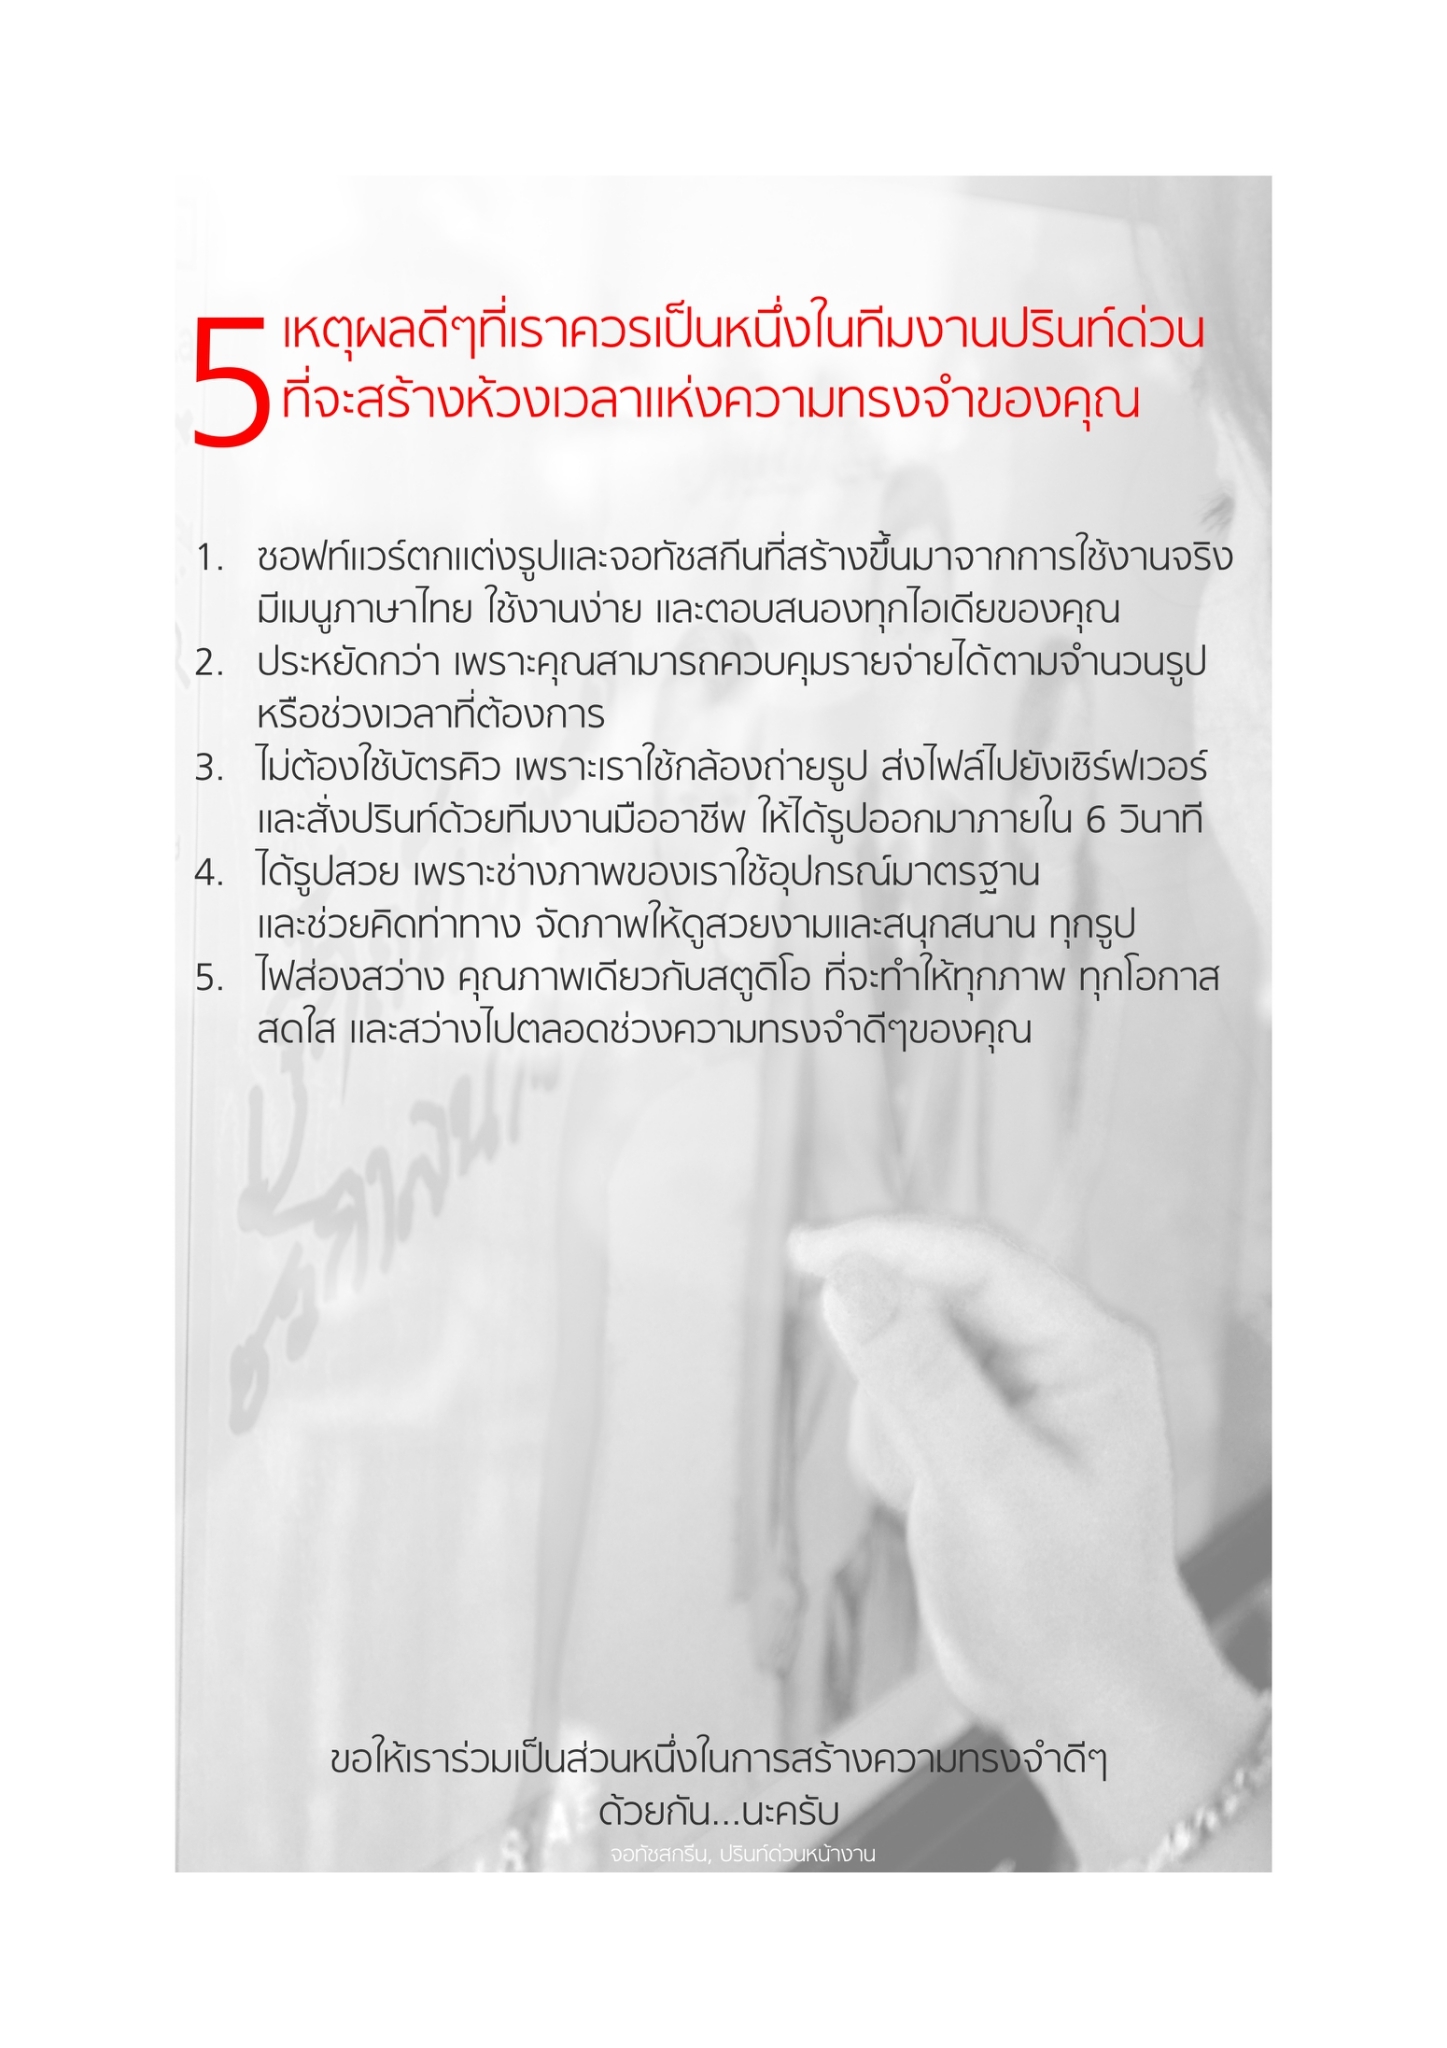 5 เหตุผลดีๆที่เราควรเป็นหนึ่งในทีมงานปรินท์ด่วน
ที่จะสร้างห้วงเวลาแห่งความทรงจำของคุณ
1. ซอฟท์แวร์ตกแต่งรูปและจอทัชสกีนที่สร้างขึ้นมาจากการใช้งานจริง
มีเมนูภาษาไทย ใช้งานง่าย และตอบสนองทุกไอเดียของคุณ
2. ประหยัดกว่า เพราะคุณสามารถควบคุมรายจ่ายได้ตามจำนวนรูป
หรือช่วงเวลาที่ต้องการ
3. ไม่ต้องใช้บัตรคิว เพราะเราใช้กล้องถ่ายรูป ส่งไฟล์ไปยังเซิร์ฟเวอร์
และสั่งปรินท์ด้วยทีมงานมืออาชีพ ให้ได้รูปออกมาภายใน 6 วินาที
4. ได้รูปสวย เพราะช่างภาพของเราใช้อุปกรณ์มาตรฐาน
และช่วยคิดท่าทาง จัดภาพให้ดูสวยงามและสนุกสนาน ทุกรูป
5. ไฟส่องสว่าง คุณภาพเดียวกับสตูดิโอ ที่จะทำให้ทุกภาพ ทุกโอกาส
สดใส และสว่างไปตลอดช่วงความทรงจำดีๆของคุณ
ขอให้เราร่วมเป็นส่วนหนึ่งในการสร้างความทรงจำดีๆ
ด้วยกัน...นะครับ
จอทัชสกรีน, ปรินท์ด่วนหน้างาน